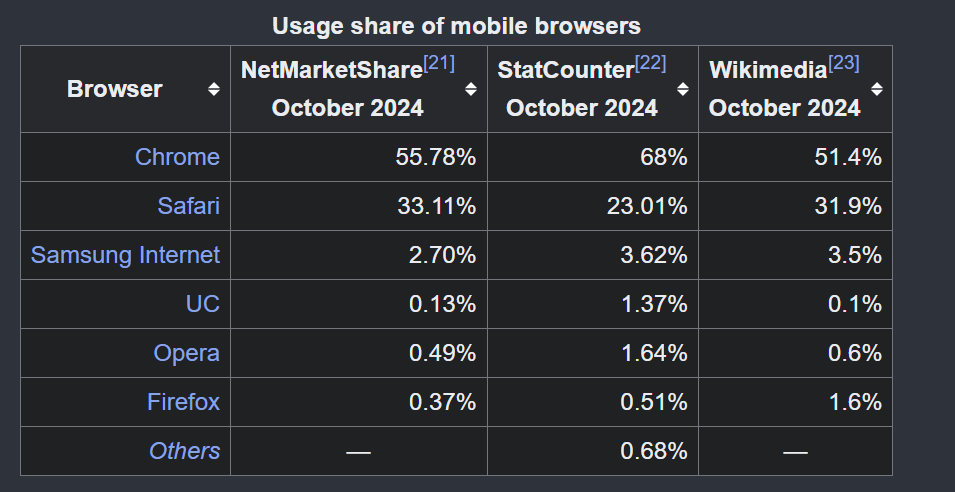 Usage share of mobile browsers
Browser NetMarketShare[21] October 2024 StatCounter[22] October 2024 Wikimedia[23] October 2024
Chrome 55.78% 68% 51.4%
Safari 33.11% 23.01% 31.9%
Samsung Internet 2.70% 3.62% 3.5%
UC 0.13% 1.37% 0.1%
Opera 0.49% 1.64% 0.6%
Firefox 0.37% 0.51% 1.6%
Others — 0.68% —